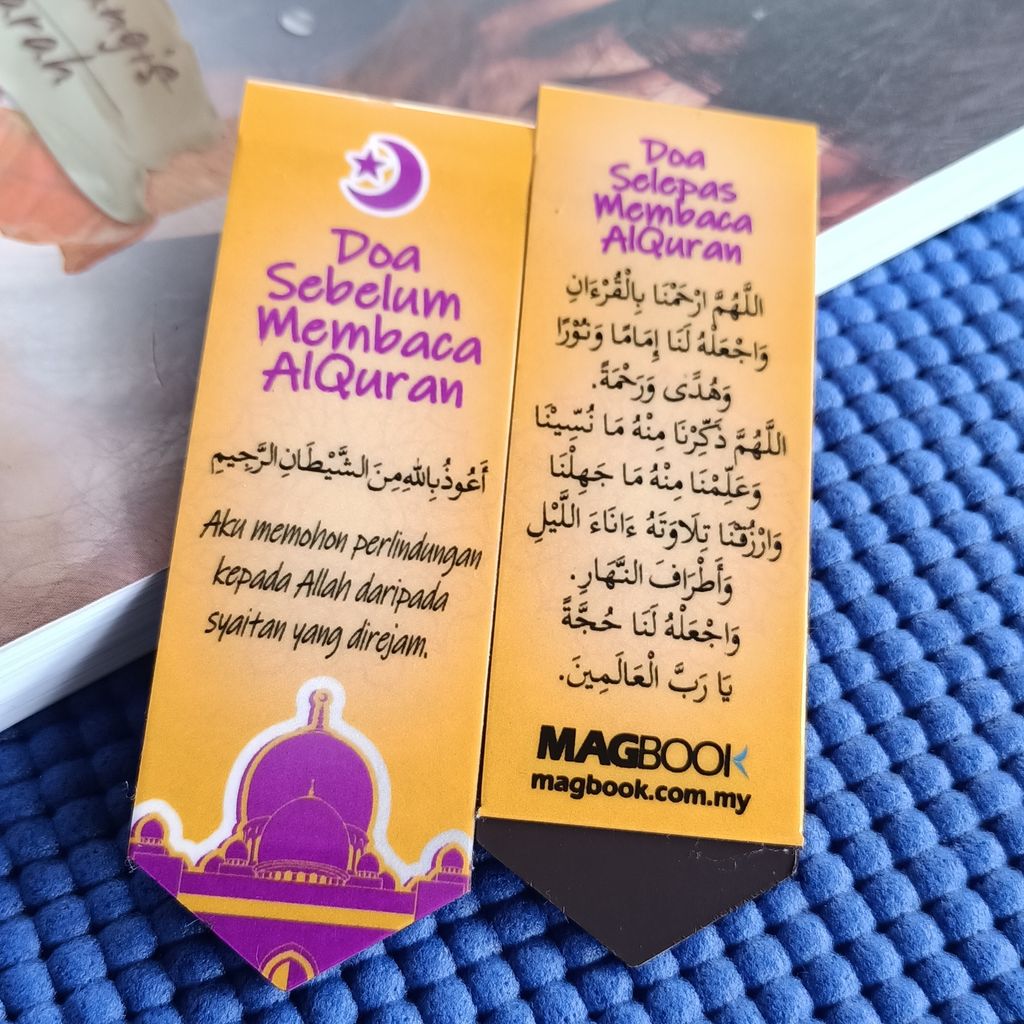 arah
Doa
Sebelum
Membaca
AlQuran
أَعُوذُ بِاللهِ مِنَ الشَّيْطَانِ الرَّجِيمِ
Aku memohon perlindungan
kepada Allah daripada
syaitan yang direjam.
Doa
Selepas
Membaca
AlQuran
اللَّهُمَّ ارْحَمْنَا بِالْقُرْءَانِ
وَاجْعَلْهُ لَنَا إِمَامًا وَنُوْرًا
وَهُدًى وَرَحْمَةً.
اللَّهُمَّ ذَكِّرْنَا مِنْهُ مَا نُسِّيْنَا
وَعَلِّمْنَا مِنْهُ مَا جَهِلْنَا
وَارْزُقْنَا تِلَاوَتَهُ ءَانَاءَ اللَّيْلِ
وَأَطْرَافَ النَّهَارِ.
وَاجْعَلْهُ لَنَا حُجَّةً
يَا رَبَّ الْعَالَمِينَ.
MAGBOOK
magbook.com.my